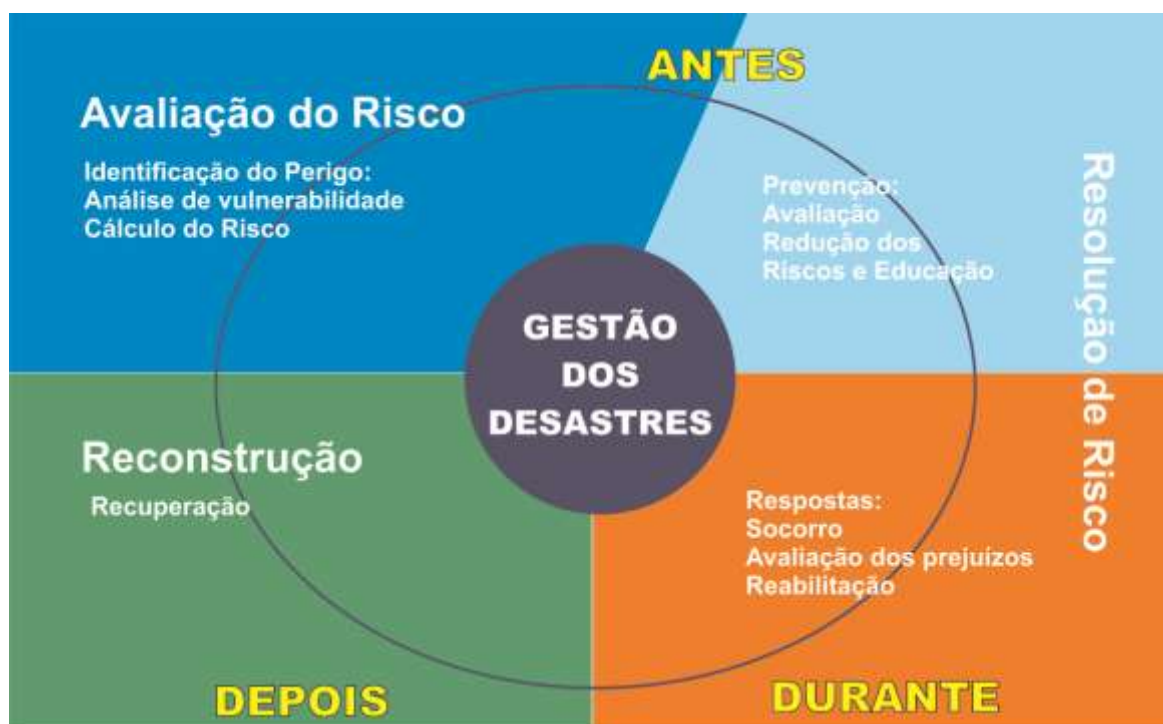 ANTES
Avaliação do Risco
Identificação do Perigo:
Análise de vulnerabilidade
Cálculo do Risco
Prevenção:
Avaliação
Redução dos
Riscos e Educação
Resolução de Risco
GESTÃO
DOS
DESASTRES
Reconstrução
Recuperação
Respostas:
Socorro
Avaliação dos prejuízos
Reabilitação
DEPOIS
DURANTE